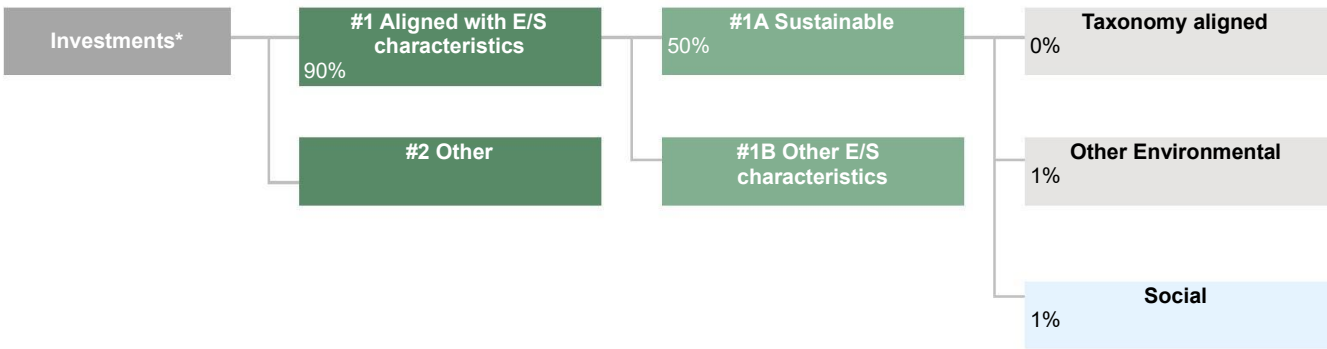 Investments*
#1 Aligned with E/S
characteristics
90%
#1A Sustainable
50%
Taxonomy aligned
0%
#2 Other
#1B Other E/S
characteristics
Other Environmental
1%
Social
1%